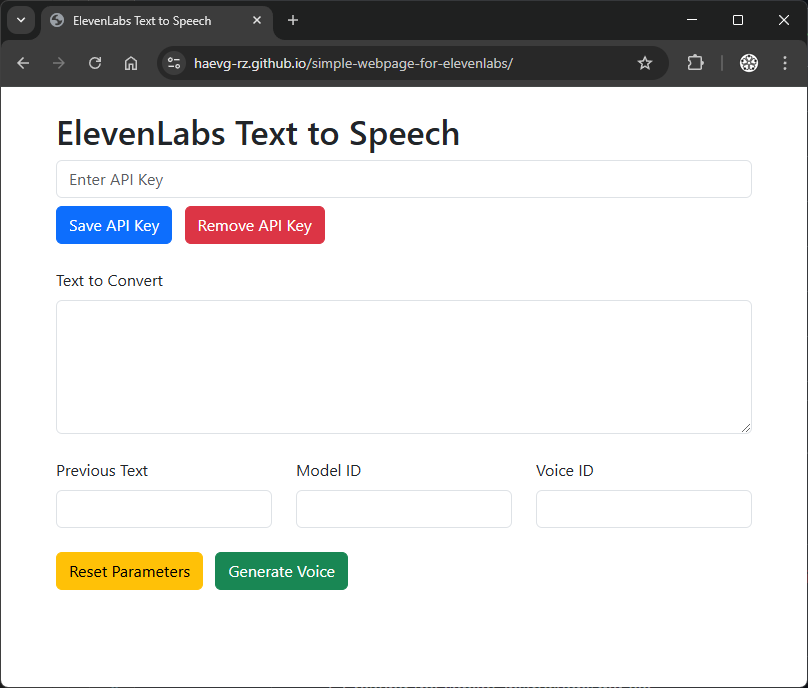 ElevenLabs Text to Speech
haevg-rz.github.io/simple-webpage-for-elevenlabs/
ElevenLabs Text to Speech
Enter API Key
Save API Key Remove API Key
Text to Convert
Previous Text Model ID Voice ID
Reset Parameters Generate Voice